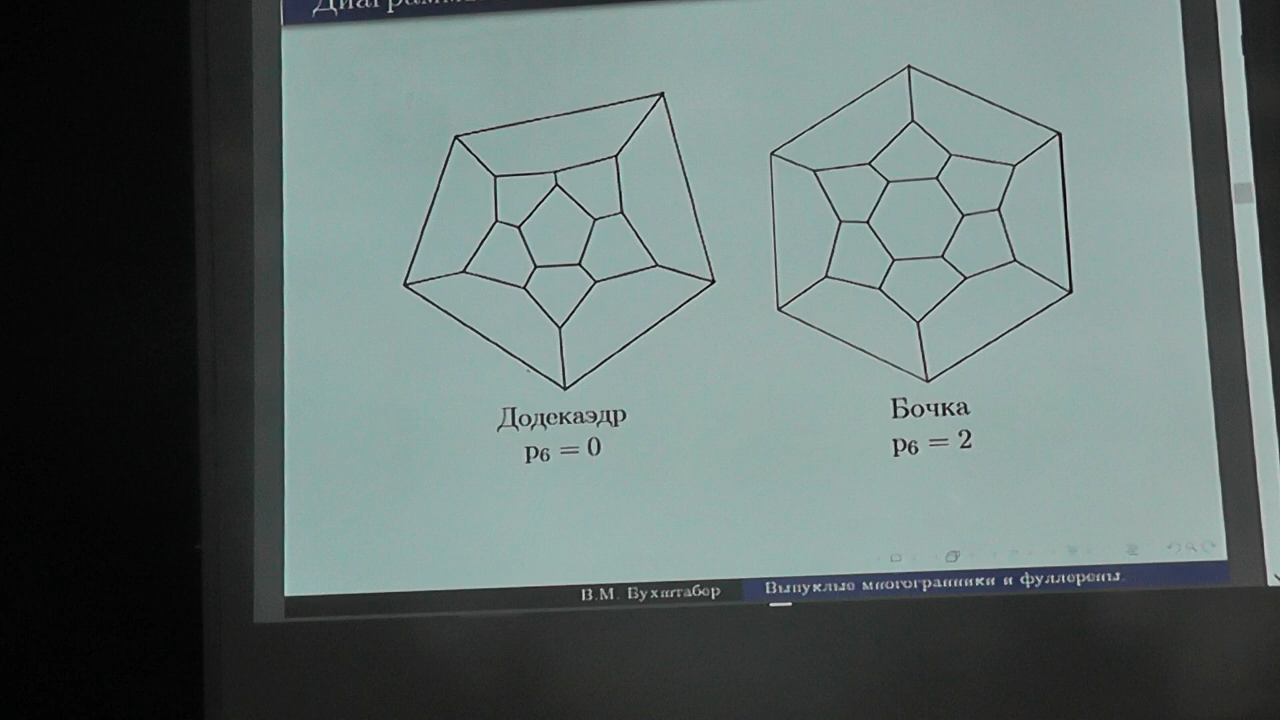 Додекаэдр
p₆ = 0
Бочка
p₆ = 2
В.М. Бухштабер
Выпуклые многогранники и фуллерены.